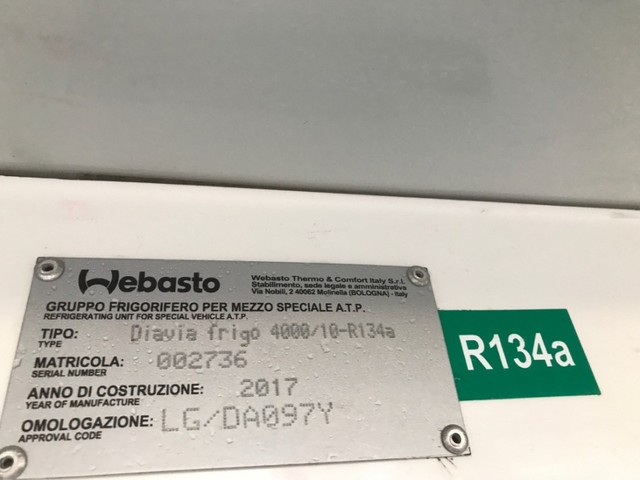 Webasto
Webasto Thermo & Comfort Italy S.r.l.
Stabilimento, sede legale e amministrativa
Via Nobili, 2 40062 Molinella (BOLOGNA) - Italy
GRUPPO FRIGORIFERO PER MEZZO SPECIALE A.T.P.
REFRIGERATING UNIT FOR SPECIAL VEHICLE A.T.P.
TIPO: Diavia frigo 4000/10-R134a
TYPE
MATRICOLA: 002736
SERIAL NUMBER
ANNO DI COSTRUZIONE: 2017
YEAR OF MANUFACTURE
OMOLOGAZIONE: LG/DA097Y
APPROVAL CODE
R134a